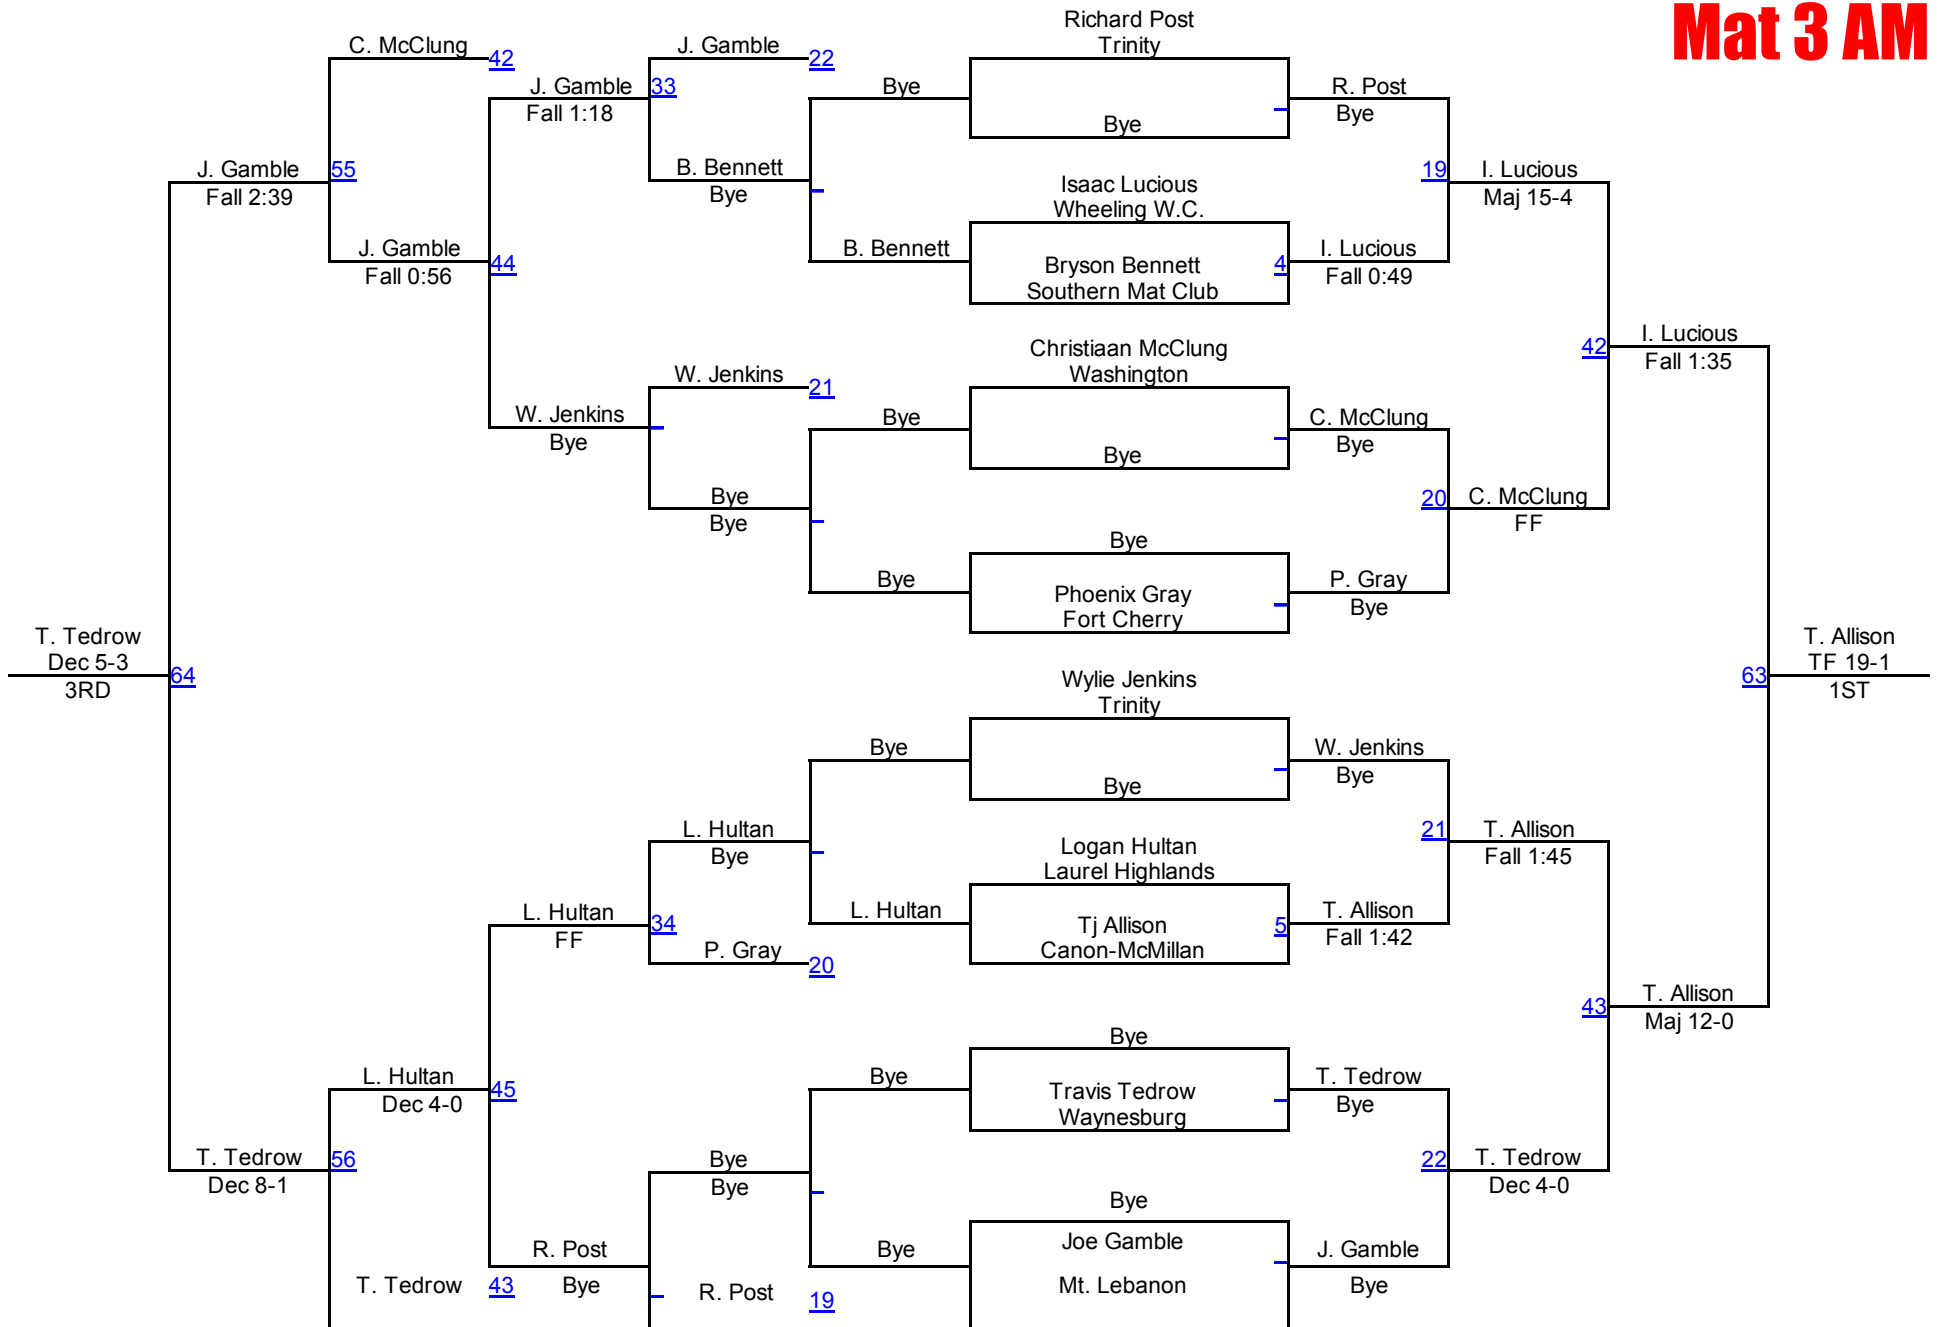 Mat 3 AM
Richard Post
Trinity
C. McClung
42
J. Gamble
22
J. Gamble
33
Fall 1:18
Bye
R. Post
Bye
Bye
J. Gamble
55
Fall 2:39
B. Bennett
Bye
Isaac Lucious
Wheeling W.C.
19
I. Lucious
Maj 15-4
J. Gamble
44
Fall 0:56
B. Bennett
Bryson Bennett
Southern Mat Club
4
I. Lucious
Fall 0:49
Christiaan McClung
Washington
42
I. Lucious
Fall 1:35
W. Jenkins
21
W. Jenkins
Bye
Bye
Bye
C. McClung
Bye
Bye
Bye
20
C. McClung
FF
Bye
Bye
Phoenix Gray
Fort Cherry
P. Gray
Bye
T. Tedrow
Dec 5-3
64
3RD
T. Allison
TF 19-1
63
1ST
Wylie Jenkins
Trinity
Bye
Bye
W. Jenkins
Bye
L. Hultan
Bye
Logan Hultan
Laurel Highlands
21
T. Allison
Fall 1:45
L. Hultan
34
FF
P. Gray
20
L. Hultan
Tj Allison
Canon-McMillan
5
T. Allison
Fall 1:42
43
T. Allison
Maj 12-0
Bye
L. Hultan
45
Dec 4-0
Bye
Travis Tedrow
Waynesburg
T. Tedrow
Bye
T. Tedrow
56
Dec 8-1
Bye
Bye
22
T. Tedrow
Dec 4-0
Bye
R. Post
Bye
Bye
Joe Gamble
Mt. Lebanon
J. Gamble
Bye
T. Tedrow
43
R. Post
19